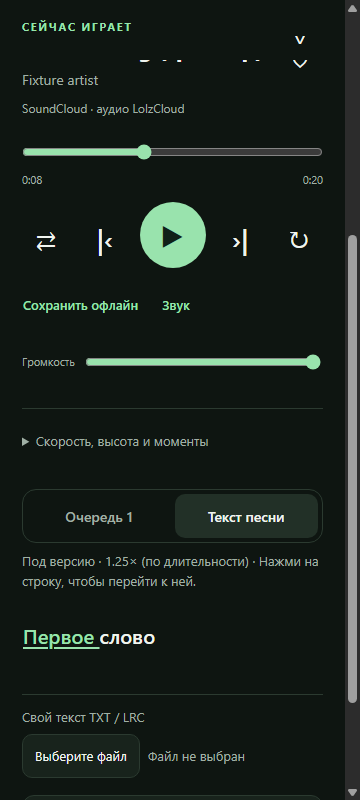 СЕЙЧАС ИГРАЕТ
Fixture artist
SoundCloud · аудио LolzCloud
0:08
0:20
Сохранить офлайн
Звук
Громкость
Скорость, высота и моменты
Очередь 1
Текст песни
Под версию · 1.25× (по длительности) · Нажми на
строку, чтобы перейти к ней.
Первое слово
Свой текст TXT / LRC
Выберите файл
Файл не выбран